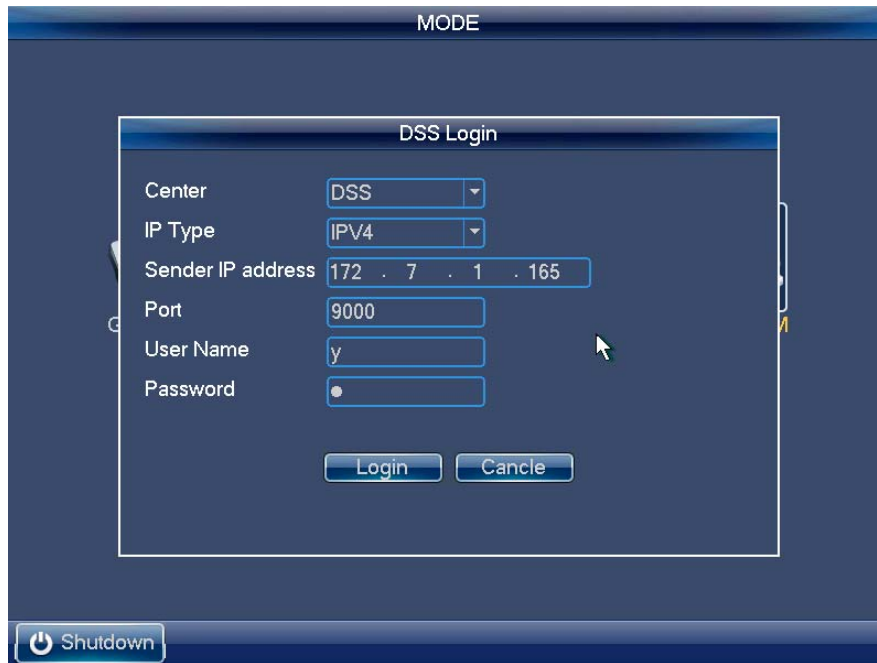 MODE
DSS Login
Center DSS
IP Type IPV4
Sender IP address 172 . 7 . 1 . 165
Port 9000
User Name y
Password ●
Login Cancle
G
M
Shutdown